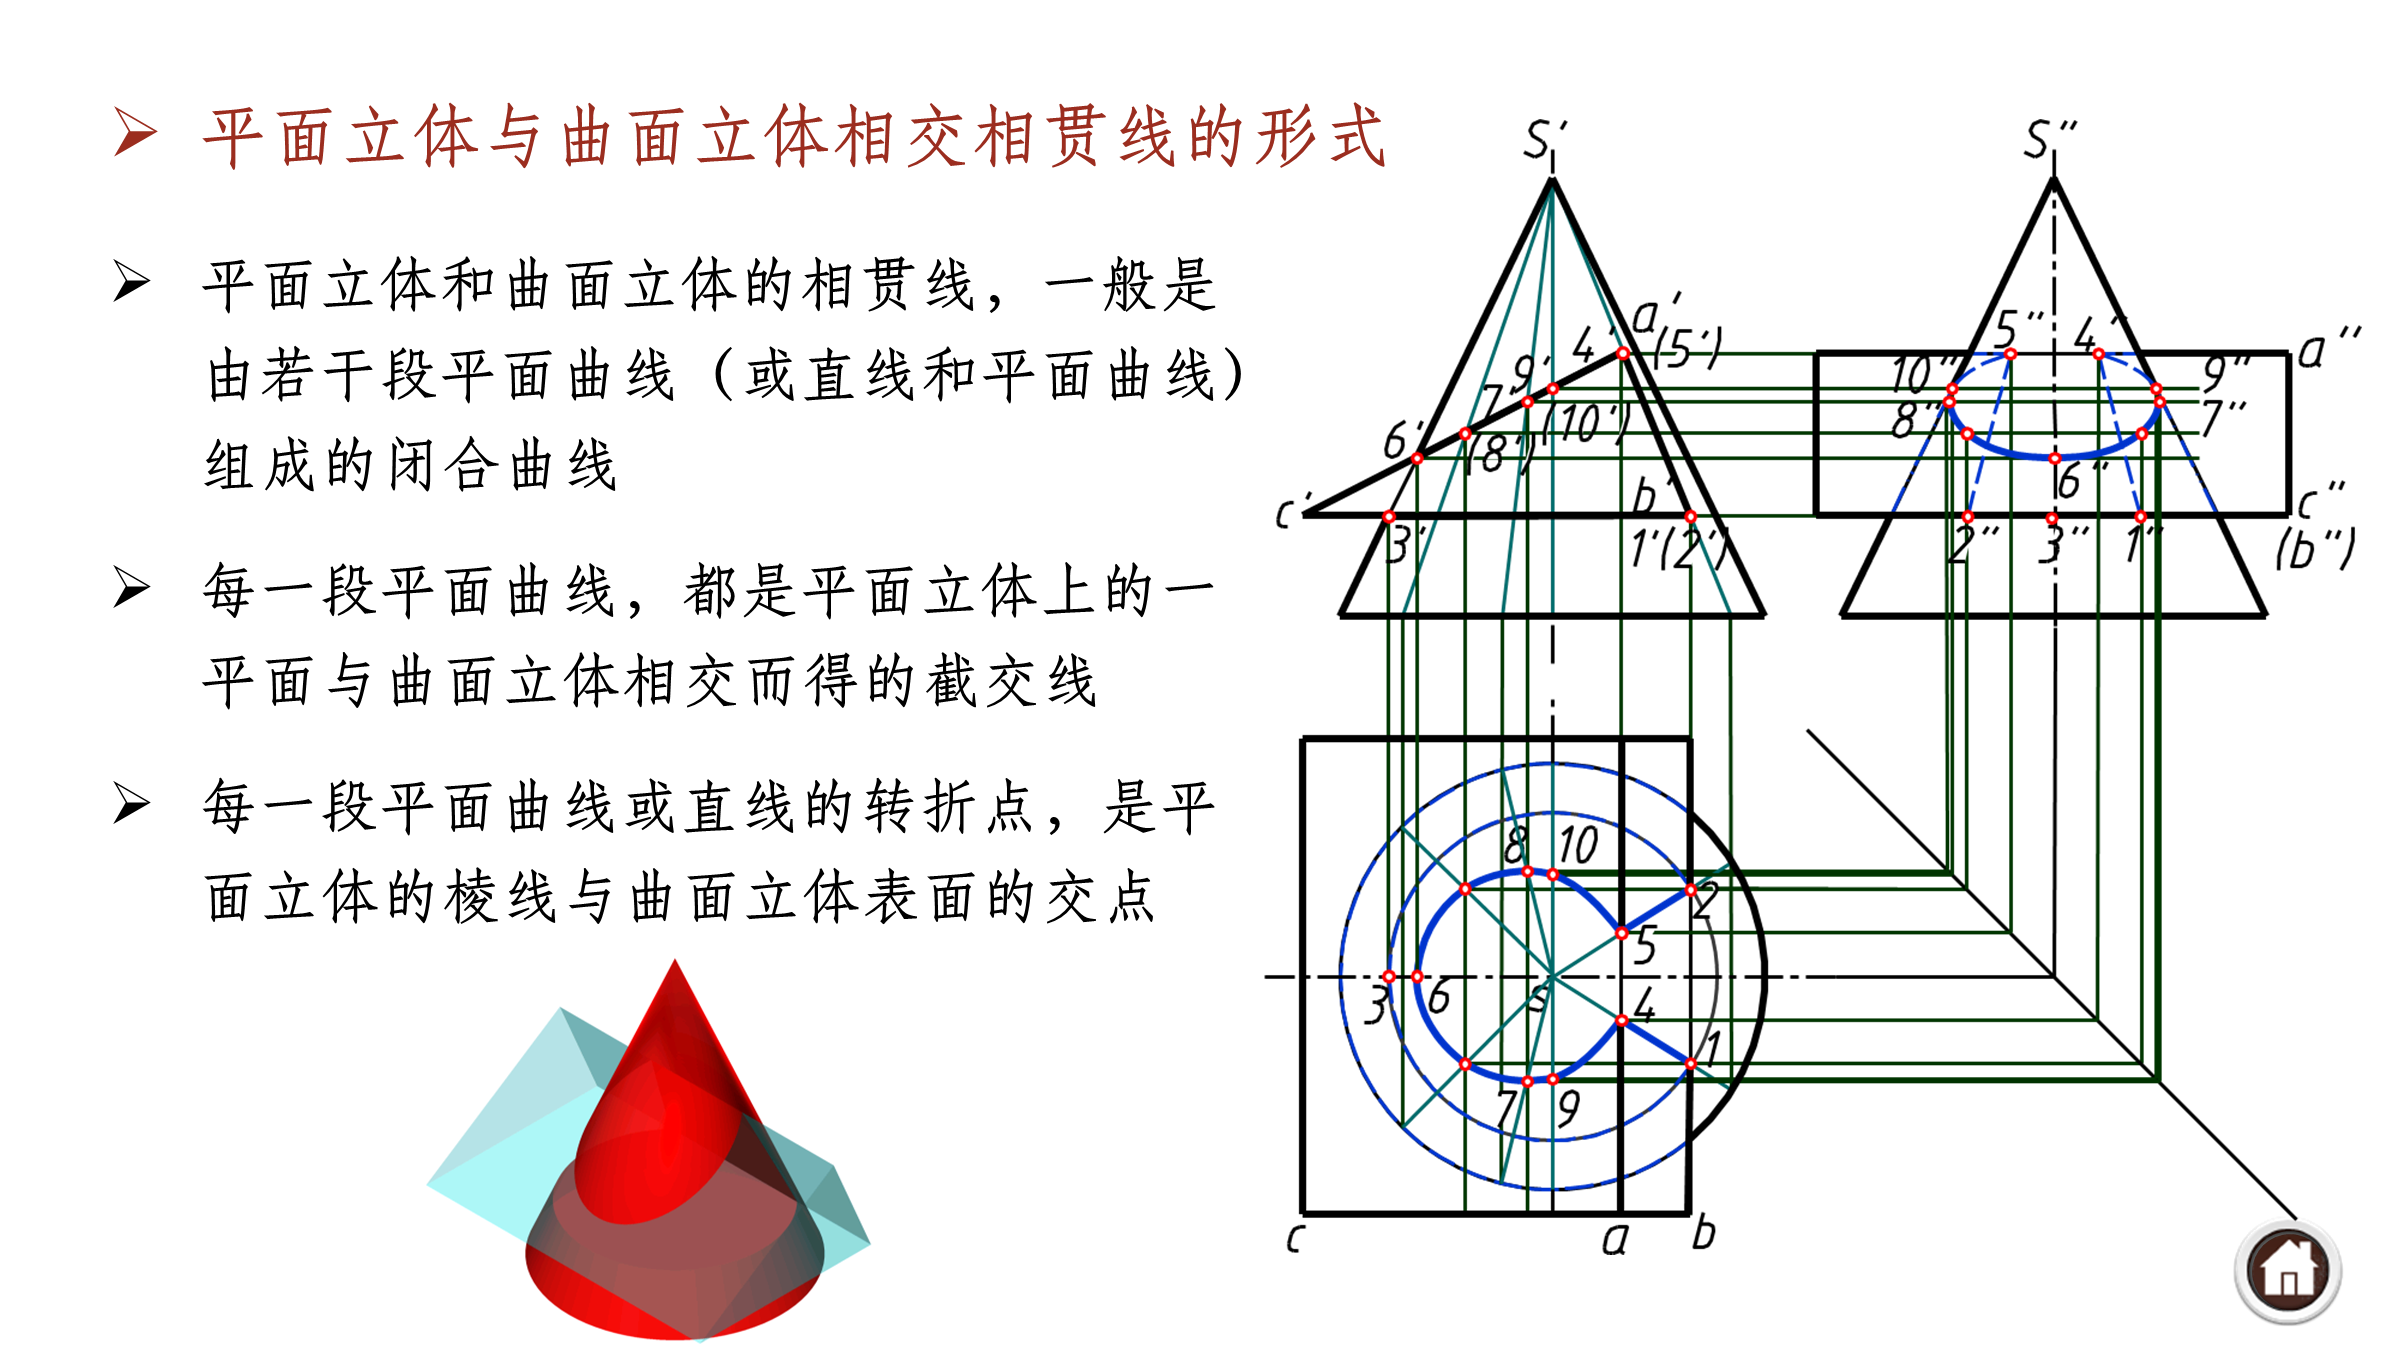 平面立体与曲面立体相交相贯线的形式
平面立体和曲面立体的相贯线，一般是
由若干段平面曲线（或直线和平面曲线）
组成的闭合曲线
每一段平面曲线，都是平面立体上的一
平面与曲面立体相交而得的截交线
每一段平面曲线或直线的转折点，是平
面立体的棱线与曲面立体表面的交点
S'
a'
4'
(5')
9'
7'
(10')
6'
(8')
b'
c'
3'
1'(2')
S"
5"
4"
a"
10"
9"
8"
7"
6"
c"
2"
3"
1"
(b")
8
10
2
5
3
6
S
4
1
7
9
c
a
b